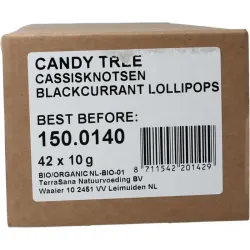 CANDY TREE
CASSISKNOTSEN
BLACKCURRANT LOLLIPOPS
BEST BEFORE:
150.0140
42 x 10 g
8 711542 201429
BIO/ORGANIC NL-BIO-01
TerraSana Natuurvoeding BV
Waaier 10 2451 VV Leimuiden NL